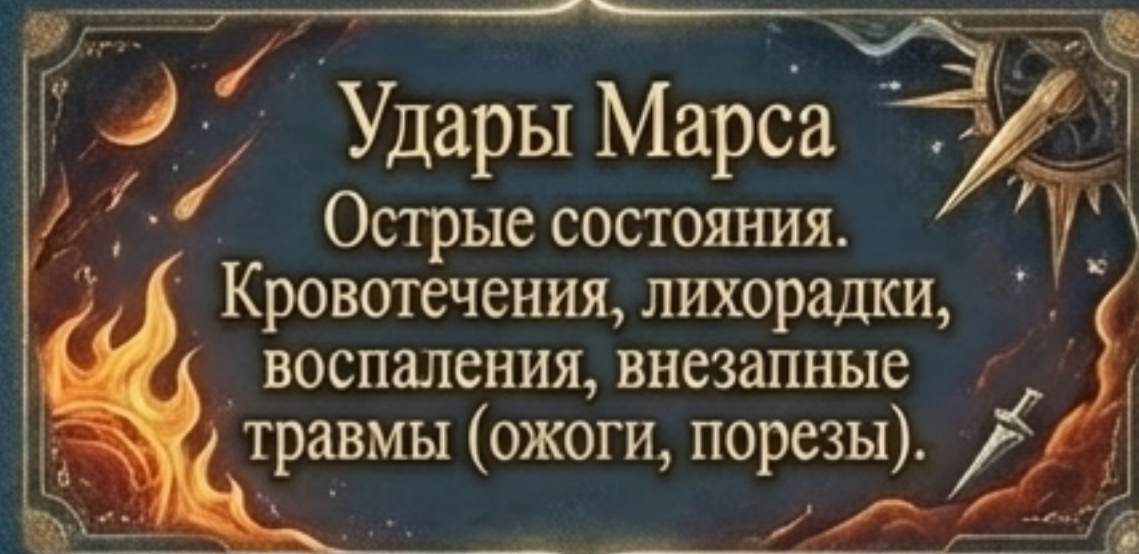 Удары Марса
Острые состояния.
Кровотечения, лихорадки,
воспаления, внезапные
травмы (ожоги, порезы).